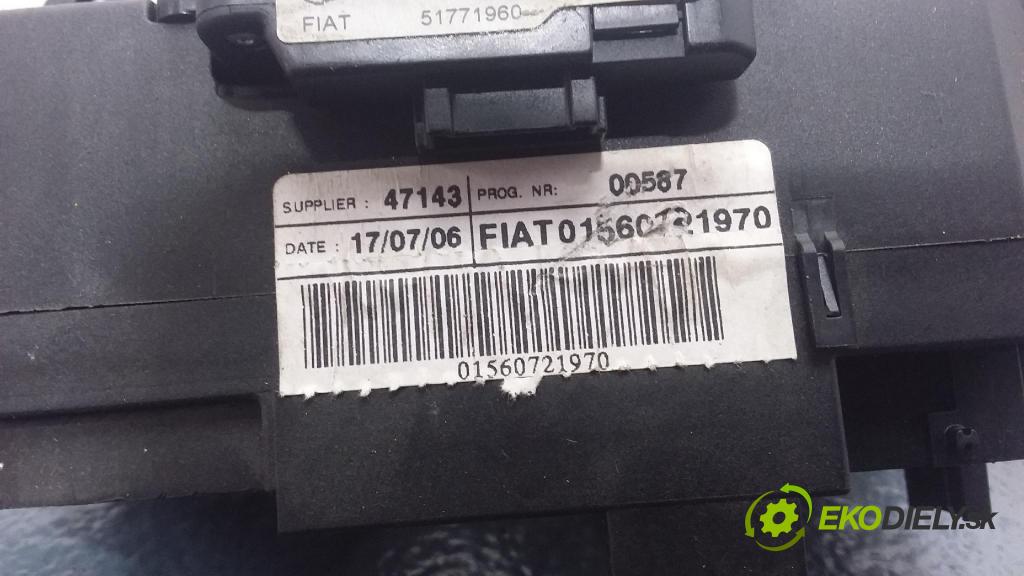 FIAT 51771960
SUPPLIER : 47143 PROG. NR: 00587
DATE : 17/07/06 FIAT01560721970
01560721970
EKODIELY.SK